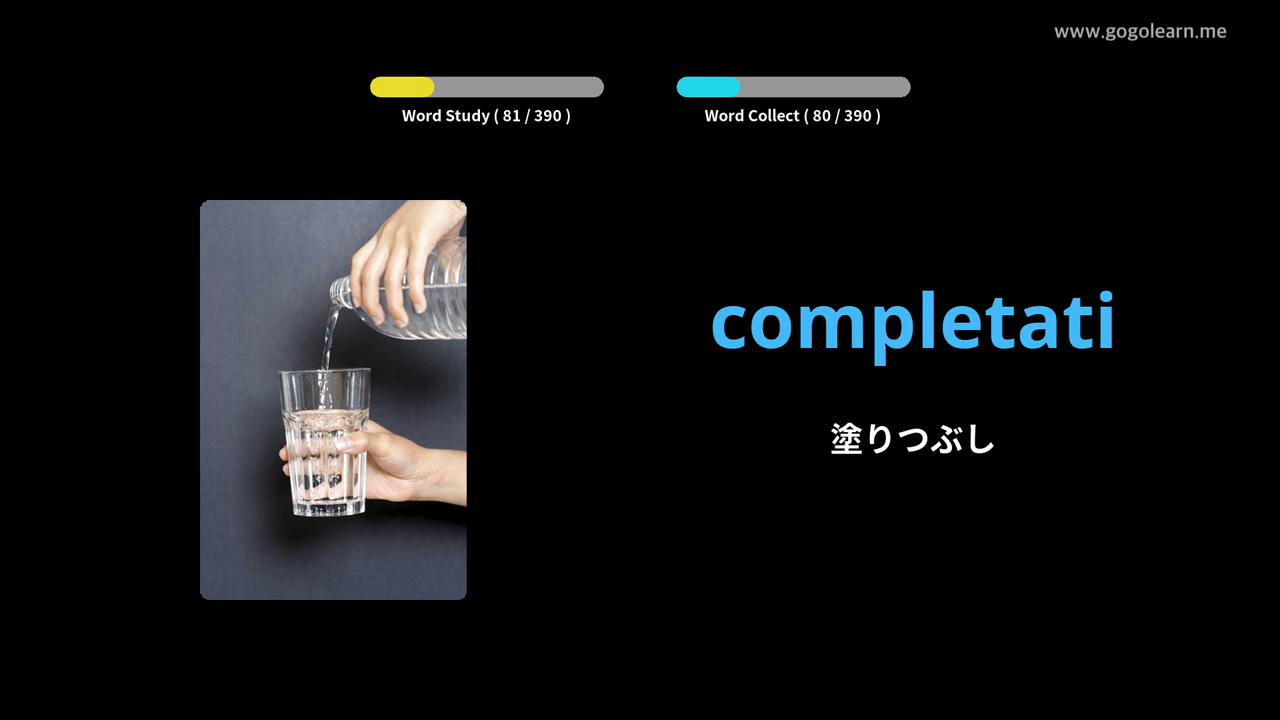 www.gogolearn.me
Word Study ( 81 / 390 )
Word Collect ( 80 / 390 )
completati
塗りつぶし